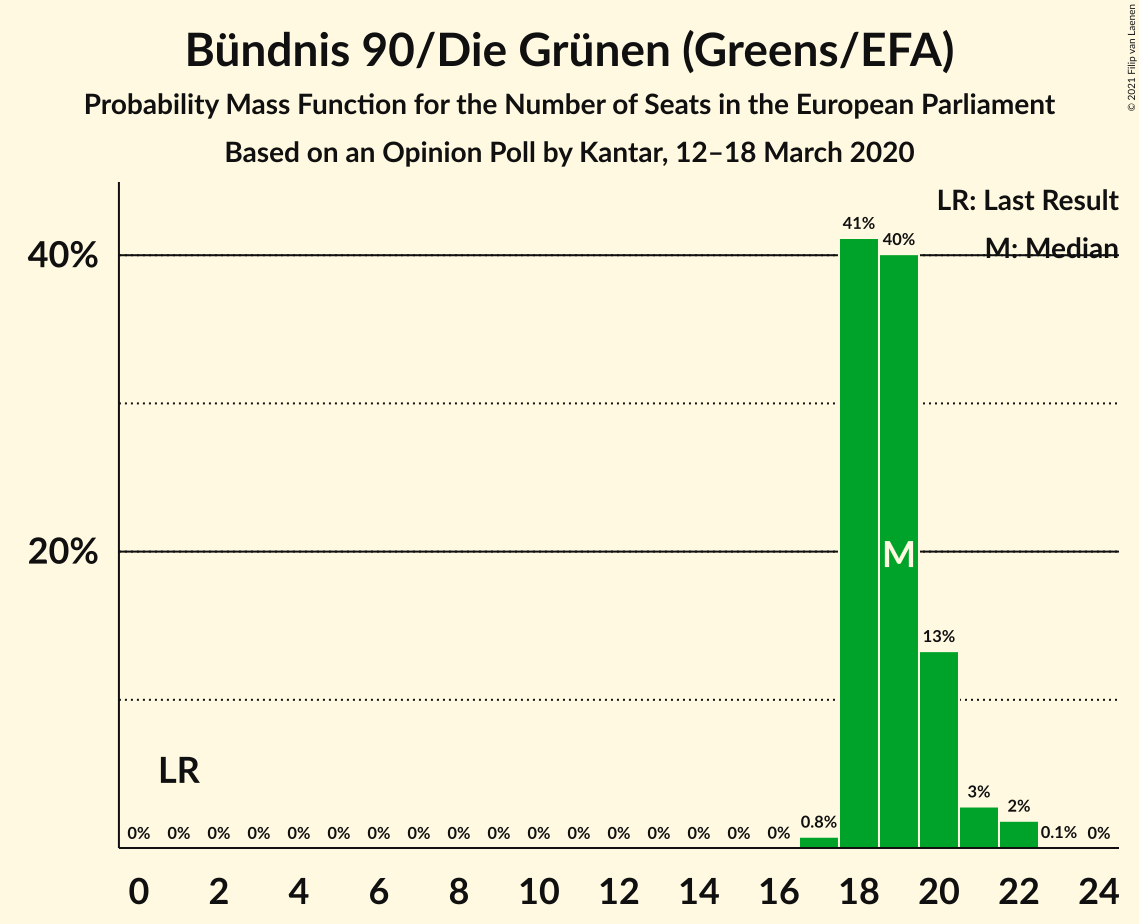 Bündnis 90/Die Grünen (Greens/EFA)
Probability Mass Function for the Number of Seats in the European Parliament
Based on an Opinion Poll by Kantar, 12–18 March 2020
© 2021 Filip van Laenen
LR: Last Result
M: Median
41%
40%
40%
20%
M
13%
LR
3%
2%
0% 0% 0% 0% 0% 0% 0% 0% 0% 0% 0% 0% 0% 0% 0% 0% 0% 0.8% 0.1% 0%
0 2 4 6 8 10 12 14 16 18 20 22 24